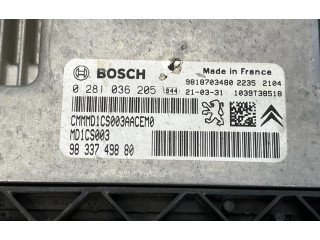 BOSCH
Made in France
9818703480 2235 2104
0 281 036 205 S44 21-03-31 1039T38518
CMMMD1CS003AACEM0
MD1CS003
98 337 498 80